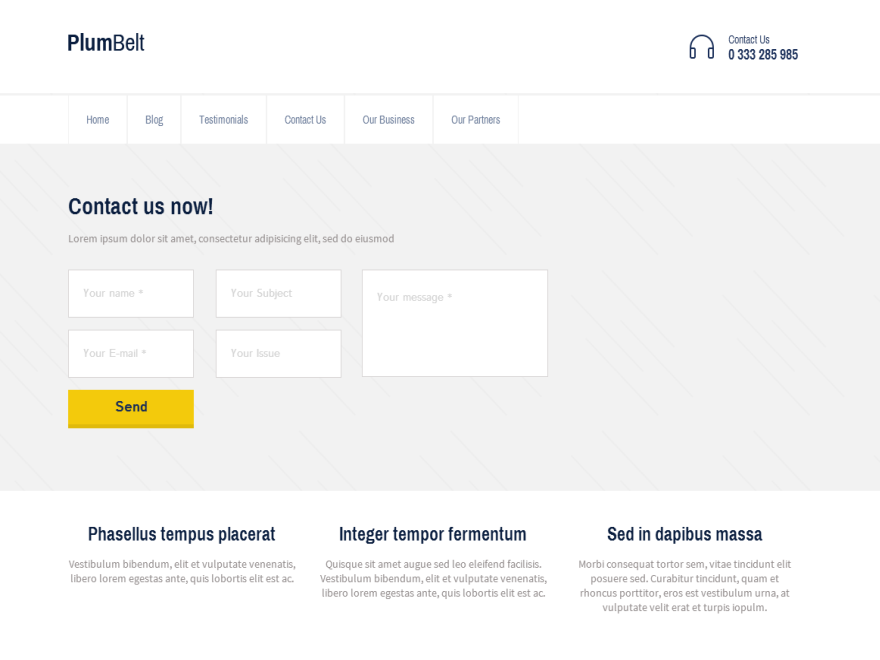 PlumBelt
Contact Us
0 333 285 985
Home Blog Testimonials Contact Us Our Business Our Partners
Contact us now!
Lorem ipsum dolor sit amet, consectetur adipisicing elit, sed do eiusmod
Your name * Your Subject Your message *
Your E-mail * Your Issue
Send
Phasellus tempus placerat
Vestibulum bibendum, elit et vulputate venenatis,
libero lorem egestas ante, quis lobortis elit est ac.
Integer tempor fermentum
Quisque sit amet augue sed leo eleifend facilisis.
Vestibulum bibendum, elit et vulputate venenatis,
libero lorem egestas ante, quis lobortis elit est ac.
Sed in dapibus massa
Morbi consequat tortor sem, vitae tincidunt elit
posuere sed. Curabitur tincidunt, quam et
rhoncus porttitor, eros est vestibulum urna, at
vulputate velit erat et turpis iopulm.